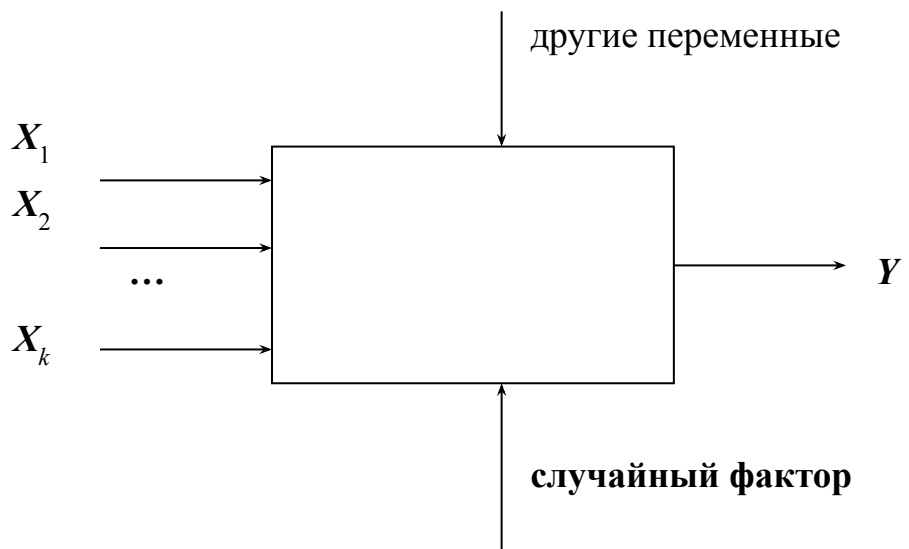 другие переменные
X₁
X₂
...
Xₖ
Y
случайный фактор